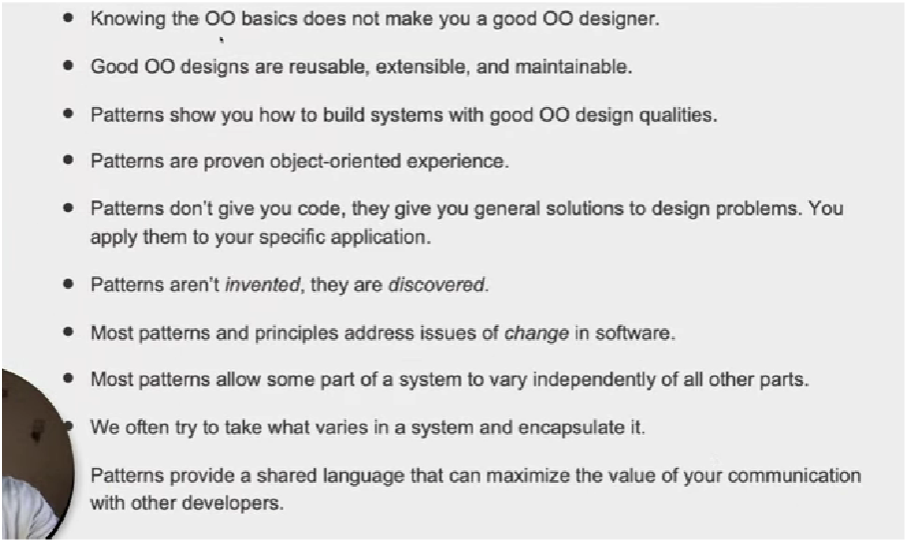 • Knowing the OO basics does not make you a good OO designer.
• Good OO designs are reusable, extensible, and maintainable.
• Patterns show you how to build systems with good OO design qualities.
• Patterns are proven object-oriented experience.
• Patterns don't give you code, they give you general solutions to design problems. You
apply them to your specific application.
• Patterns aren't invented, they are discovered.
• Most patterns and principles address issues of change in software.
• Most patterns allow some part of a system to vary independently of all other parts.
• We often try to take what varies in a system and encapsulate it.
Patterns provide a shared language that can maximize the value of your communication
with other developers.